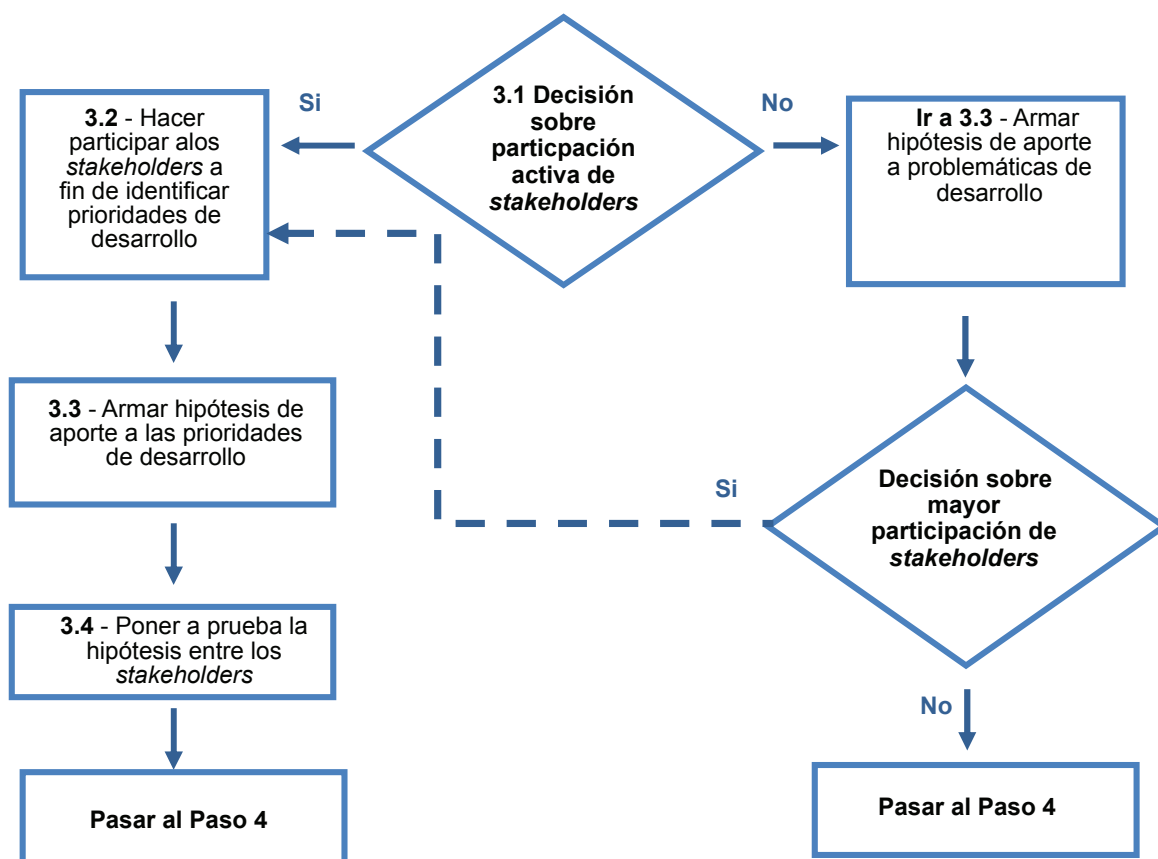 3.1 Decisión
sobre
particpación
activa de
stakeholders
Si
No
3.2 - Hacer
participar alos
stakeholders a
fin de identificar
prioridades de
desarrollo
Ir a 3.3 - Armar
hipótesis de aporte
a problemáticas de
desarrollo
3.3 - Armar hipótesis de
aporte a las prioridades
de desarrollo
Si
Decisión sobre
mayor
participación de
stakeholders
3.4 - Poner a prueba la
hipótesis entre los
stakeholders
No
Pasar al Paso 4
Pasar al Paso 4